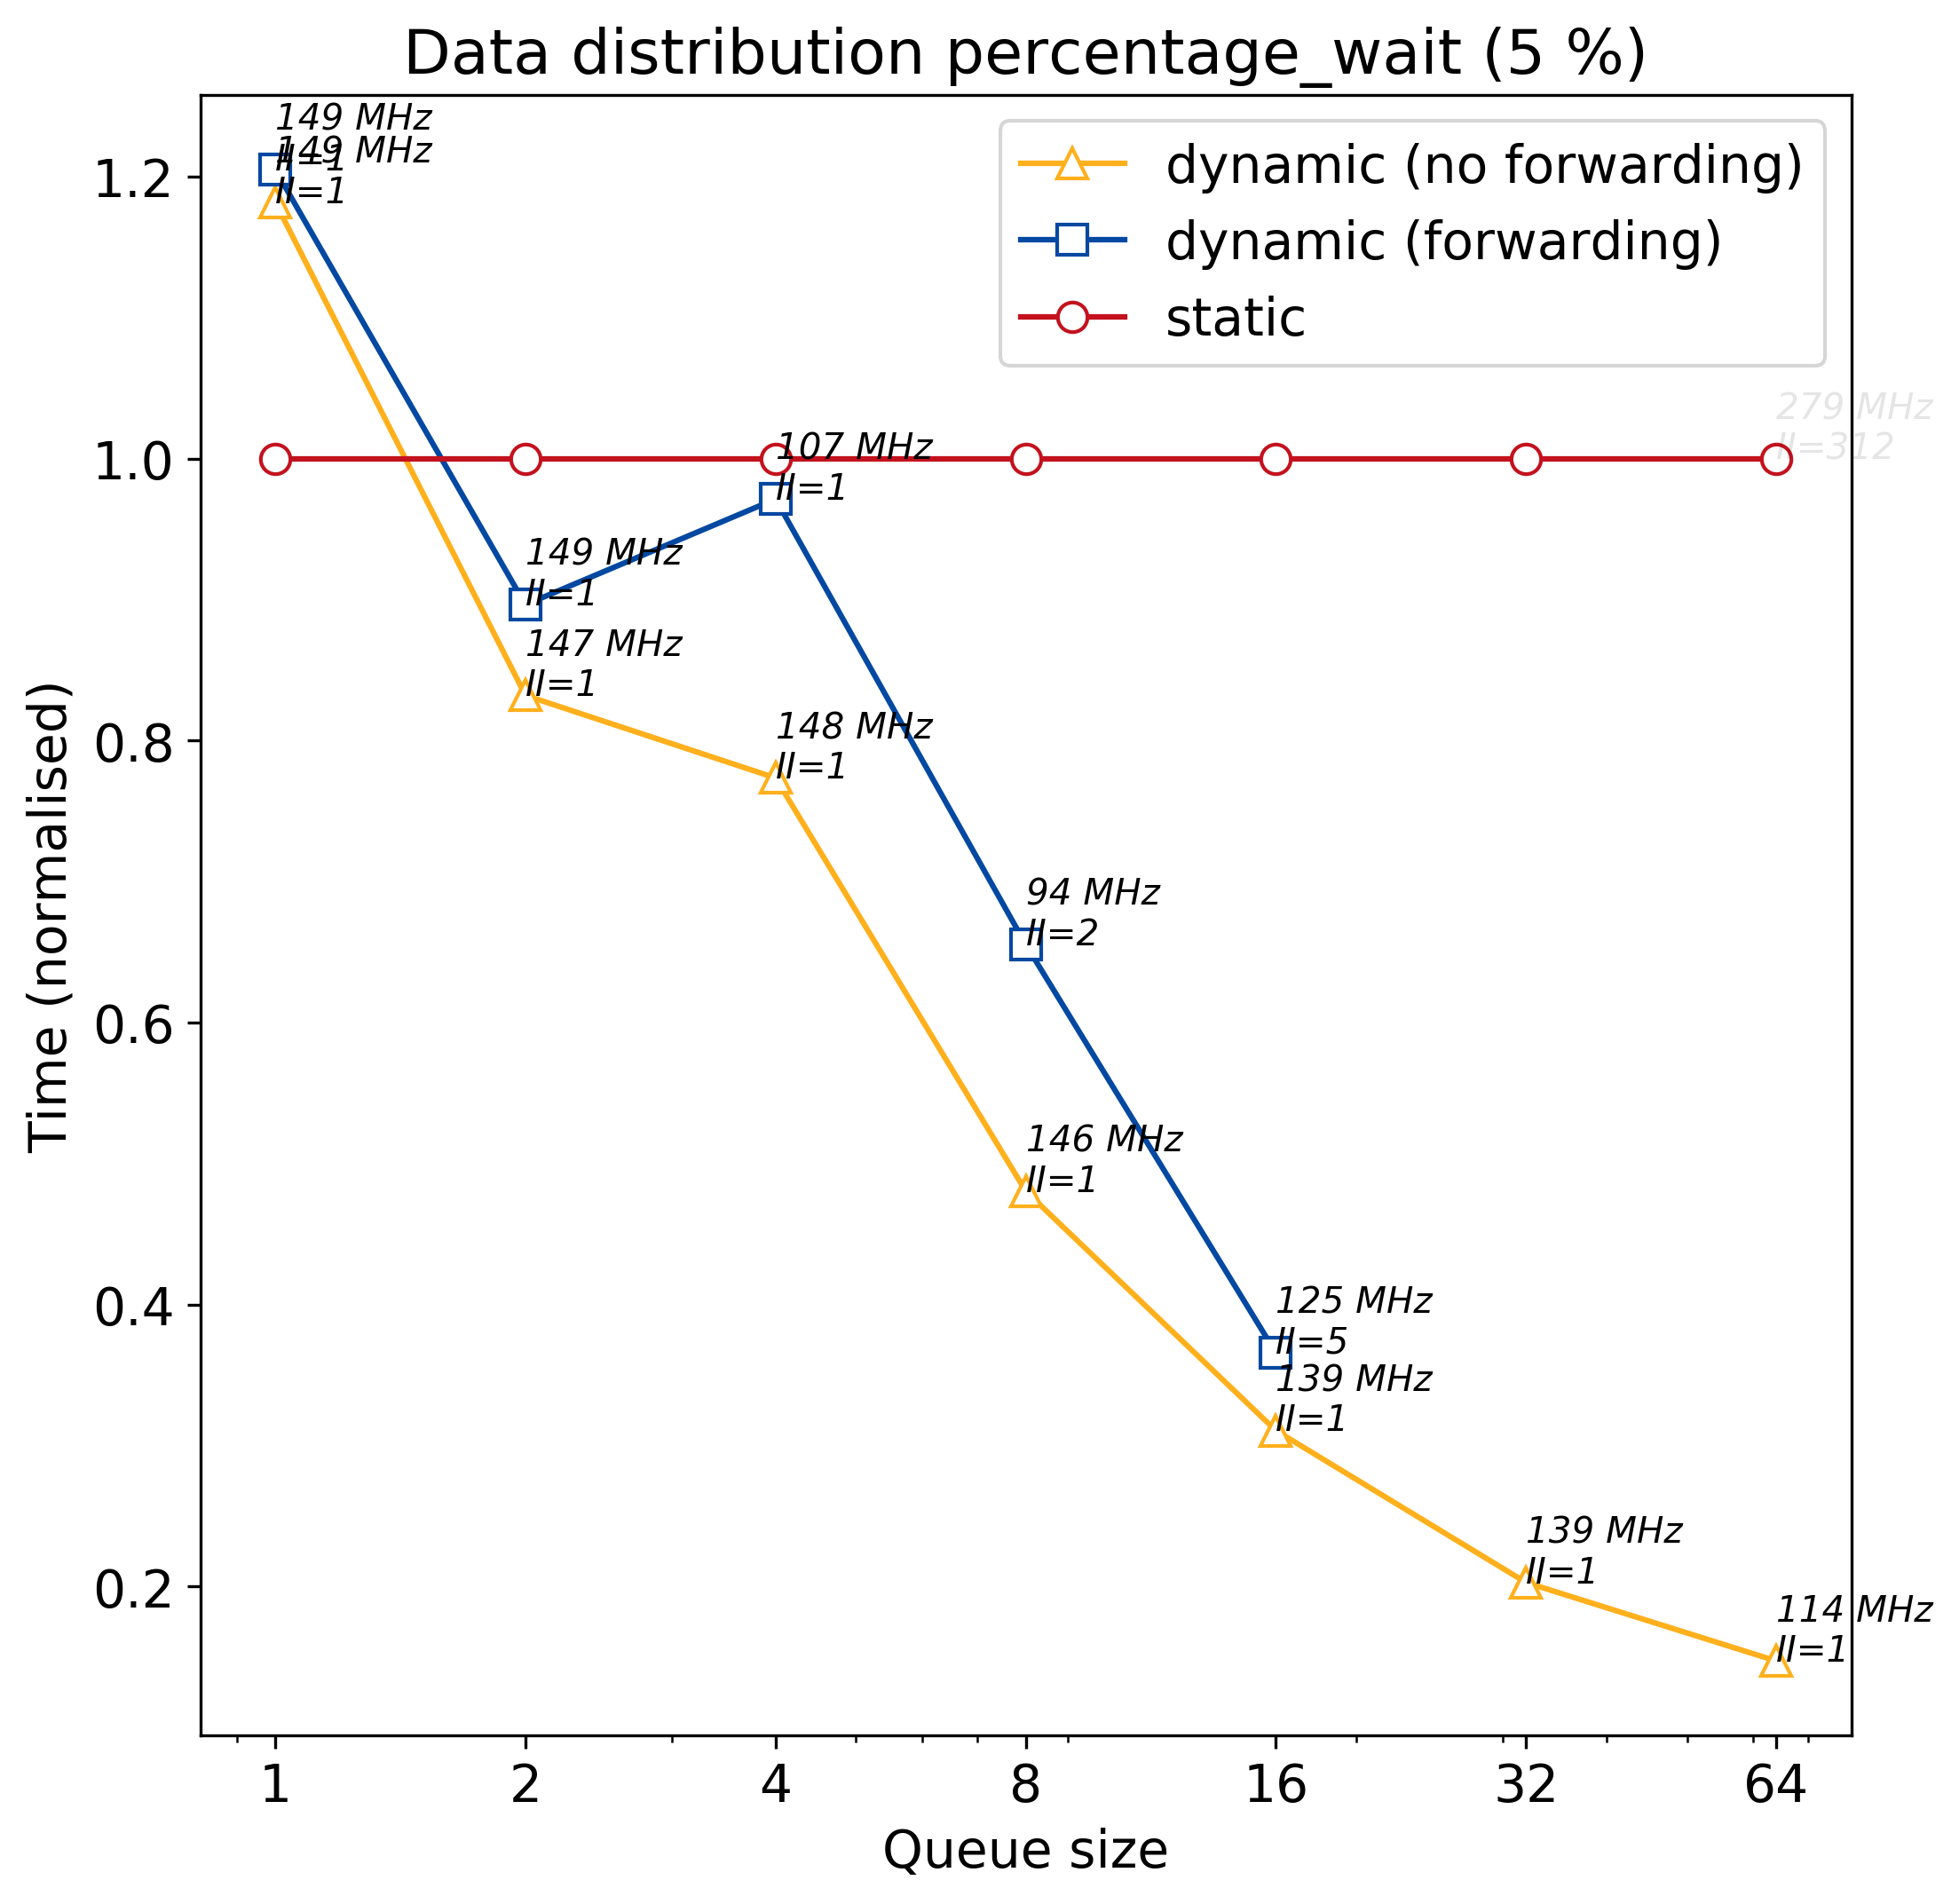 Data distribution percentage_wait (5 %)
149 MHz
II=1
149 MHz
II=1
dynamic (no forwarding)
dynamic (forwarding)
static
279 MHz
II=312
107 MHz
II=1
149 MHz
II=1
147 MHz
II=1
148 MHz
II=1
94 MHz
II=2
146 MHz
II=1
125 MHz
II=5
139 MHz
II=1
139 MHz
II=1
114 MHz
II=1
1.2
1.0
0.8
0.6
0.4
0.2
Time (normalised)
1 2 4 8 16 32 64
Queue size